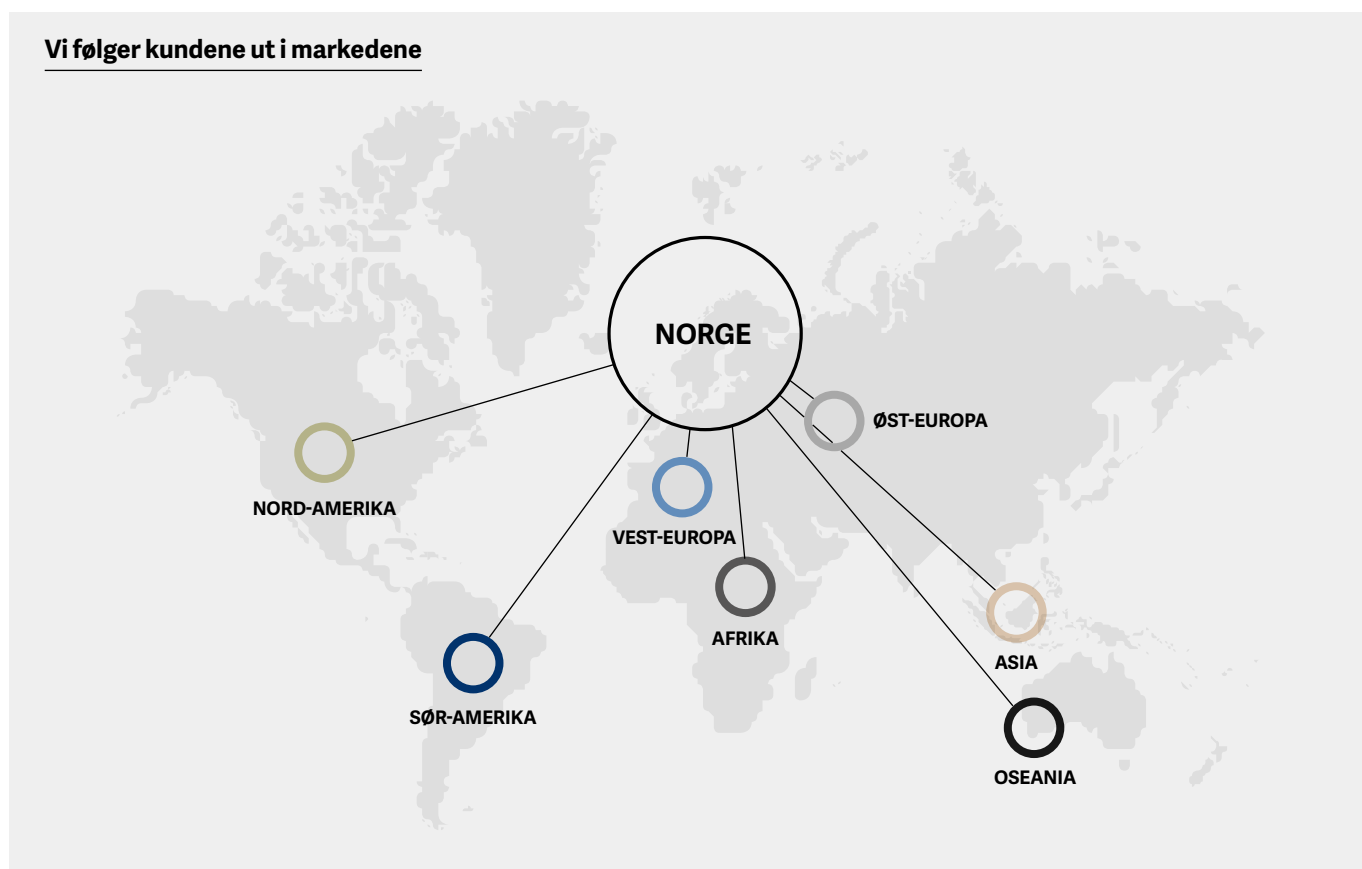 Vi følger kundene ut i markedene
NORGE
ØST-EUROPA
NORD-AMERIKA
VEST-EUROPA
AFRIKA
ASIA
SØR-AMERIKA
OSEANIA